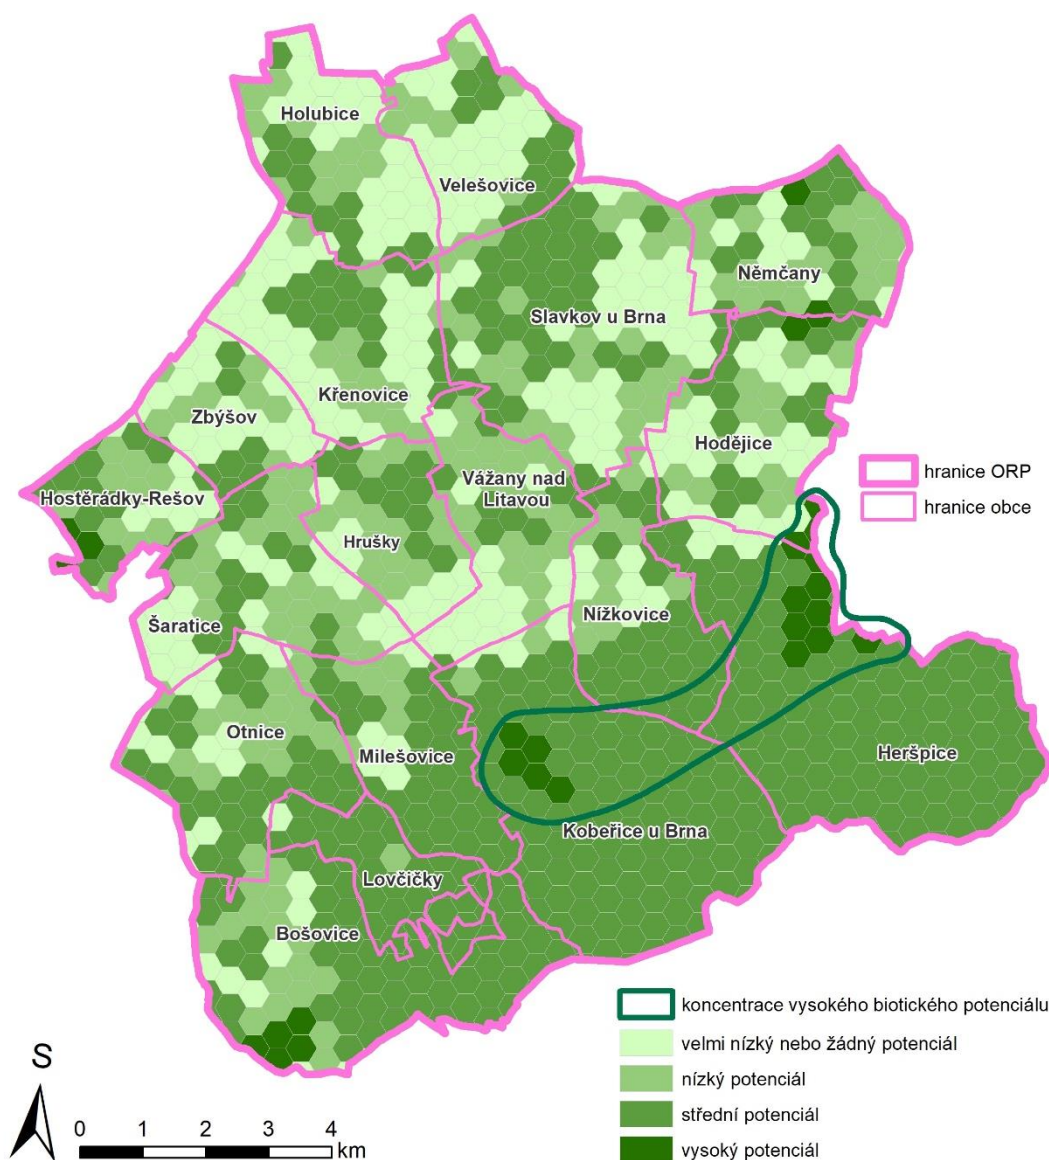 Holubice
Velešovice
Němčany
Slavkov u Brna
Křenovice
Zbýšov
Hodějice
Vážany nad
Litavou
Hostěrádky-Rešov
Hrušky
Nížkovice
Šaratice
Otnice
Milešovice
Heršpice
Kobeřice u Brna
Lovčičky
Bošovice
hranice ORP
hranice obce
koncentrace vysokého biotického potenciálu
velmi nízký nebo žádný potenciál
nízký potenciál
střední potenciál
vysoký potenciál
S
0 1 2 3 4
km